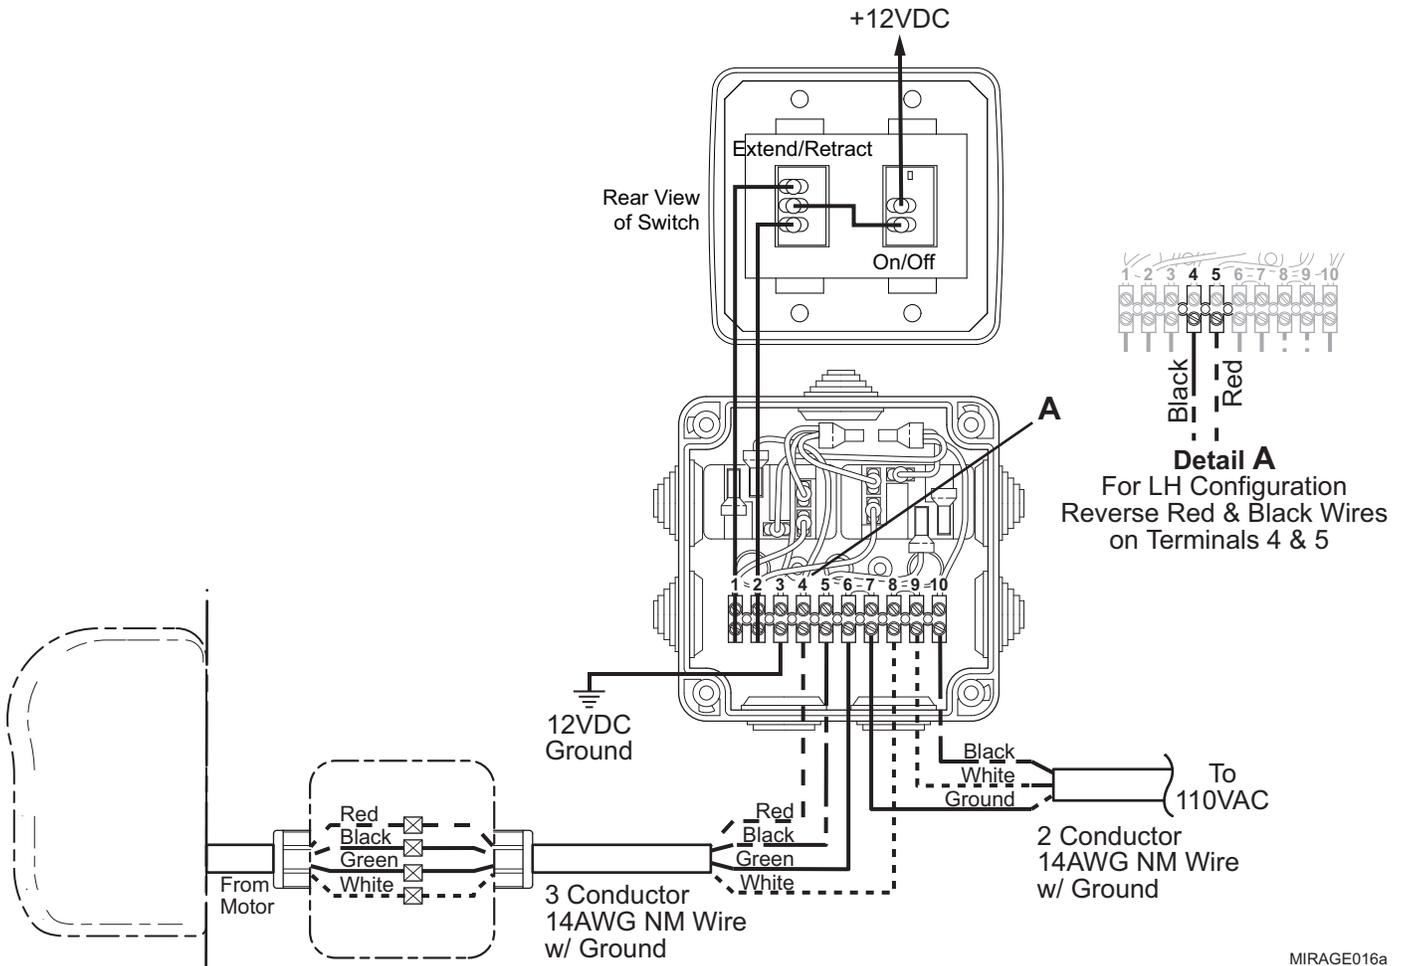 +12VDC
Extend/Retract
Rear View
of Switch
On/Off
1 2 3 4 5 6 7 8 9 10
Black
Red
Detail A
For LH Configuration
Reverse Red & Black Wires
on Terminals 4 & 5
A
1 2 3 4 5 6 7 8 9 10
12VDC
Ground
Black
White
Ground
To
110VAC
2 Conductor
14AWG NM Wire
w/ Ground
Red
Black
Green
White
Red
Black
Green
White
From
Motor
3 Conductor
14AWG NM Wire
w/ Ground
MIRAGE016a